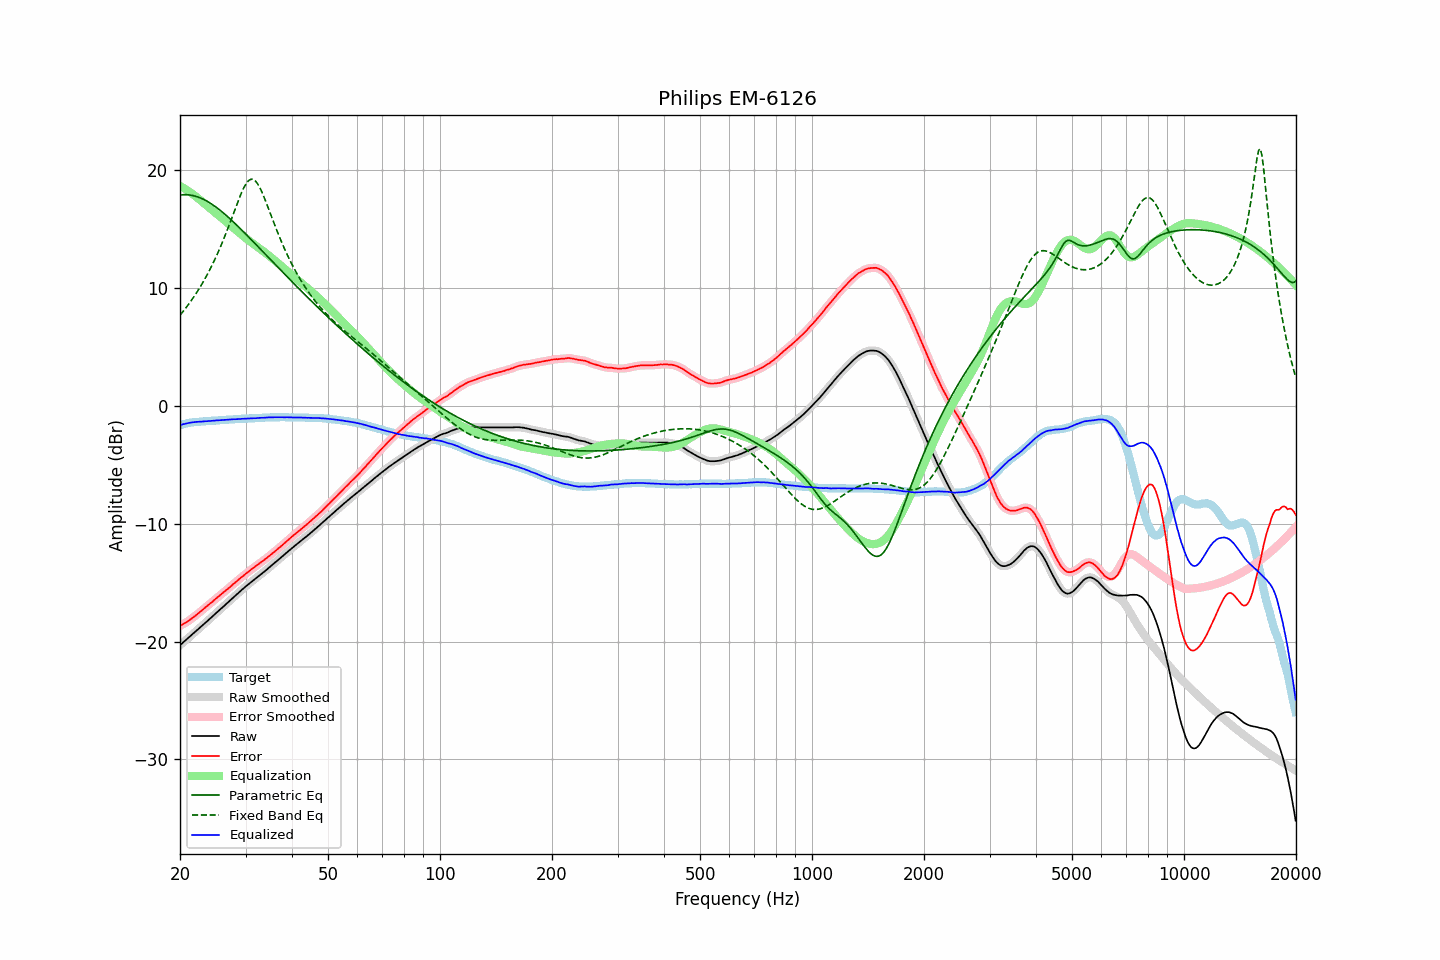 Philips EM-6126
Amplitude (dBr)
20
10
0
−10
−20
−30
Target
Raw Smoothed
Error Smoothed
Raw
Error
Equalization
Parametric Eq
Fixed Band Eq
Equalized
20 50 100 200 500 1000 2000 5000 10000 20000
Frequency (Hz)